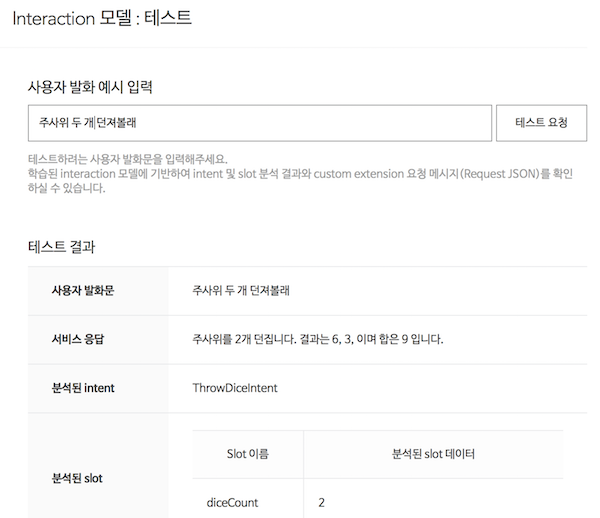 Interaction 모델 : 테스트
사용자 발화 예시 입력
주사위 두 개 던져볼래
테스트 요청
테스트하려는 사용자 발화문을 입력해주세요.
학습된 interaction 모델에 기반하여 intent 및 slot 분석 결과와 custom extension 요청 메시지(Request JSON)를 확인
하실 수 있습니다.
테스트 결과
사용자 발화문
주사위 두 개 던져볼래
서비스 응답
주사위를 2개 던집니다. 결과는 6, 3, 이며 합은 9 입니다.
분석된 intent
ThrowDiceIntent
분석된 slot
Slot 이름
분석된 slot 데이터
diceCount
2